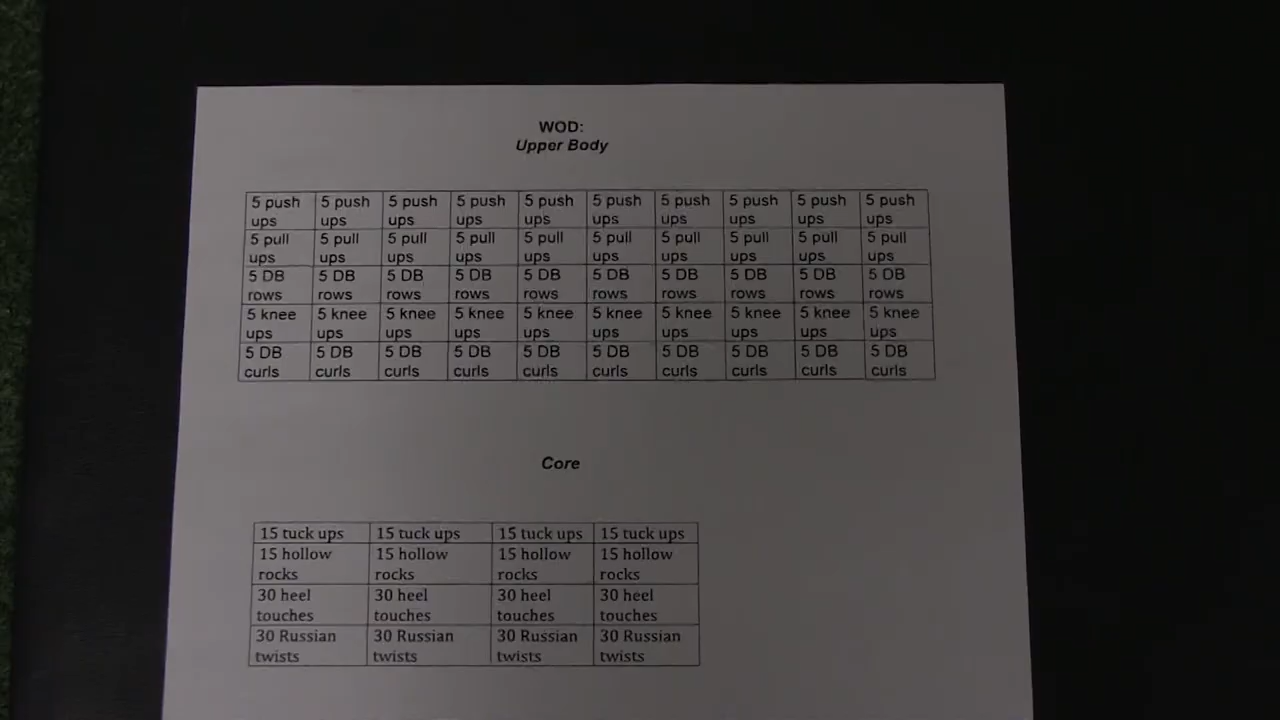 WOD:
Upper Body
5 push 5 push 5 push 5 push 5 push 5 push 5 push 5 push 5 push 5 push
ups ups ups ups ups ups ups ups ups ups
5 pull 5 pull 5 pull 5 pull 5 pull 5 pull 5 pull 5 pull 5 pull 5 pull
ups ups ups ups ups ups ups ups ups ups
5 DB 5 DB 5 DB 5 DB 5 DB 5 DB 5 DB 5 DB 5 DB 5 DB
rows rows rows rows rows rows rows rows rows rows
5 knee 5 knee 5 knee 5 knee 5 knee 5 knee 5 knee 5 knee 5 knee 5 knee
ups ups ups ups ups ups ups ups ups ups
5 DB 5 DB 5 DB 5 DB 5 DB 5 DB 5 DB 5 DB 5 DB 5 DB
curls curls curls curls curls curls curls curls curls curls
Core
15 tuck ups 15 tuck ups 15 tuck ups 15 tuck ups
15 hollow 15 hollow 15 hollow 15 hollow
rocks rocks rocks rocks
30 heel 30 heel 30 heel 30 heel
touches touches touches touches
30 Russian 30 Russian 30 Russian 30 Russian
twists twists twists twists